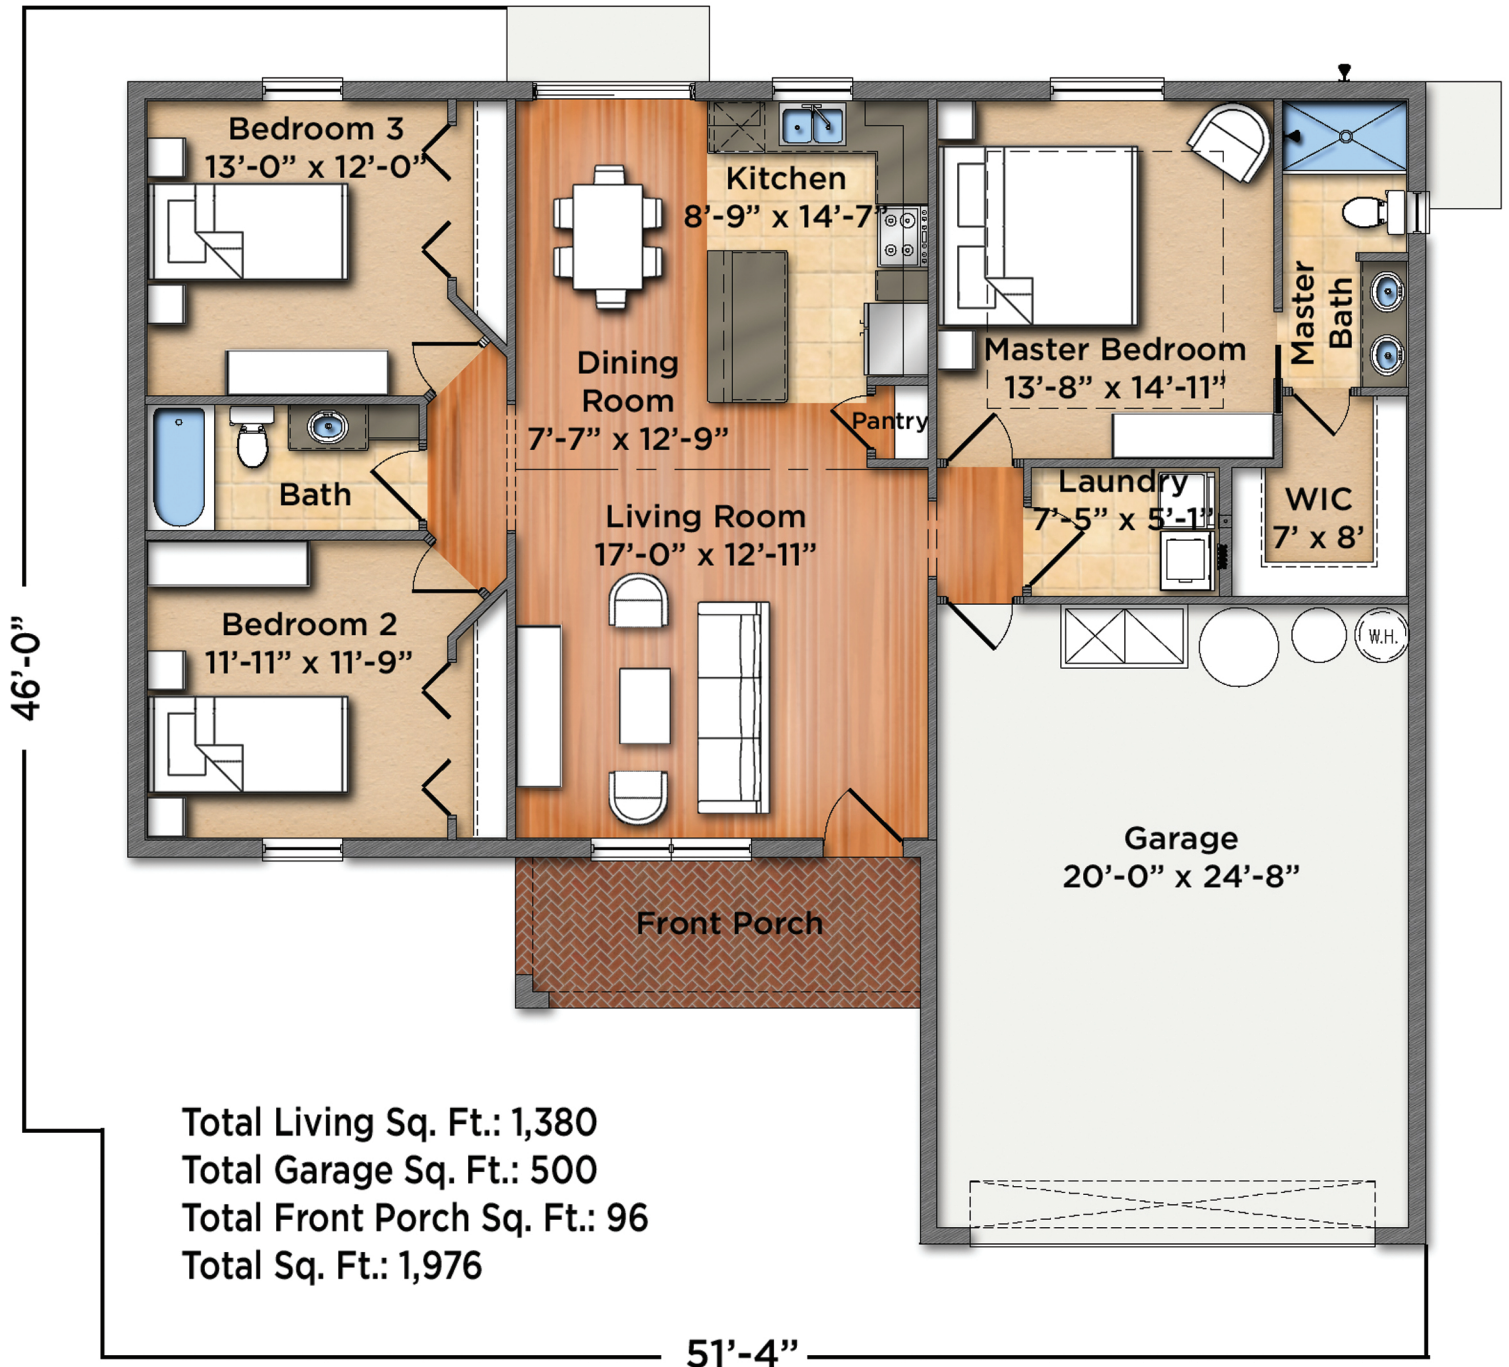 Bedroom 3
13’-0” x 12’-0”
Kitchen
8’-9” x 14’-7”
Master
Bath
Dining
Room
7’-7” x 12’-9”
Master Bedroom
13’-8” x 14’-11”
Pantry
Bath
Living Room
17’-0” x 12’-11”
Laundry
7’-5” x 5’-1”
WIC
7’ x 8’
Bedroom 2
11’-11” x 11’-9”
W.H.
46’-0”
Garage
20’-0” x 24’-8”
Front Porch
Total Living Sq. Ft.: 1,380
Total Garage Sq. Ft.: 500
Total Front Porch Sq. Ft.: 96
Total Sq. Ft.: 1,976
51’-4”